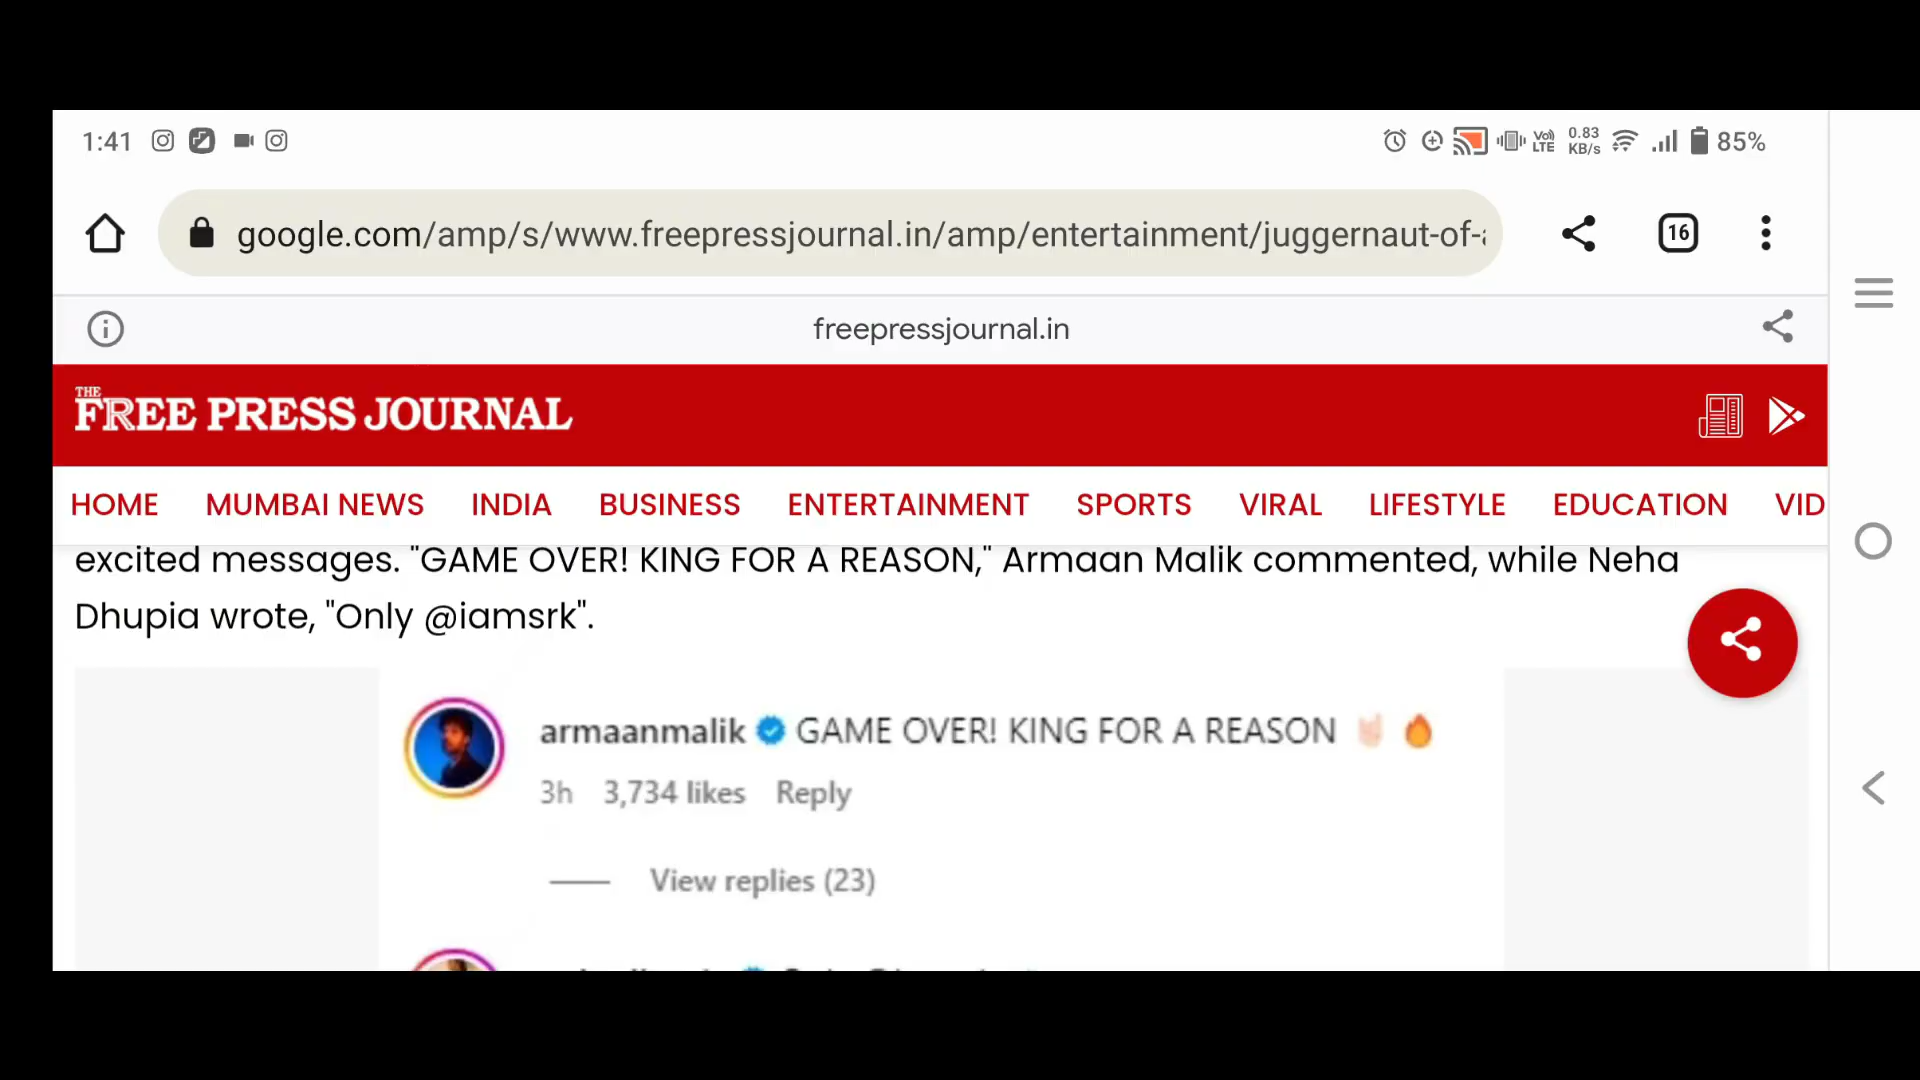 1:41
Vo) LTE 0.83 KB/s 85%
google.com/amp/s/www.freepressjournal.in/amp/entertainment/juggernaut-of-
16
freepressjournal.in
THE FREE PRESS JOURNAL
HOME MUMBAI NEWS INDIA BUSINESS ENTERTAINMENT SPORTS VIRAL LIFESTYLE EDUCATION VID
excited messages. "GAME OVER! KING FOR A REASON," Armaan Malik commented, while Neha
Dhupia wrote, "Only @iamsrk".
armaanmalik GAME OVER! KING FOR A REASON 🤘🏻 🔥
3h 3,734 likes Reply
View replies (23)